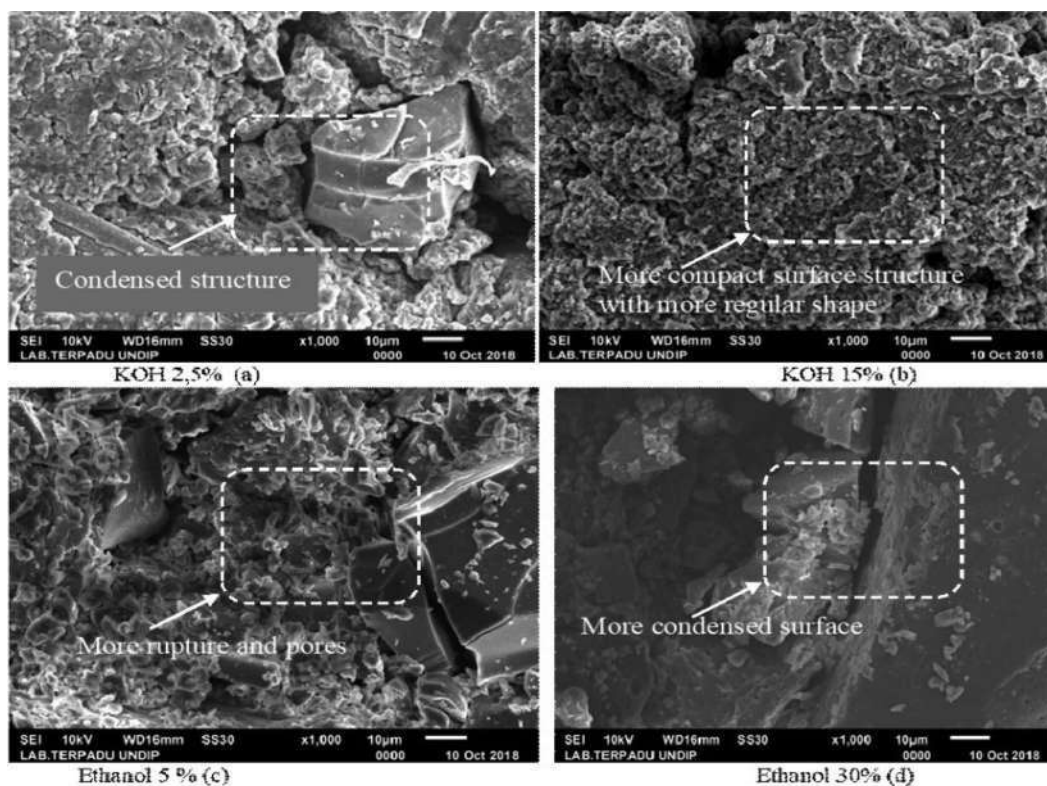 Condensed structure
SEI 10kV WD16mm SS30 x1,000 10μm
LAB.TERPADU UNDIP 0000 10 Oct 2018
KOH 2,5% (a)
More compact surface structure
with more regular shape
SEI 10kV WD16mm SS30 x1,000 10μm
LAB.TERPADU UNDIP 0000 10 Oct 2018
KOH 15% (b)
More rupture and pores
SEI 10kV WD16mm SS30 x1,000 10μm
LAB.TERPADU UNDIP 0000 10 Oct 2018
Ethanol 5 % (c)
More condensed surface
SEI 10kV WD16mm SS30 x1,000 10μm
LAB.TERPADU UNDIP 0000 10 Oct 2018
Ethanol 30% (d)